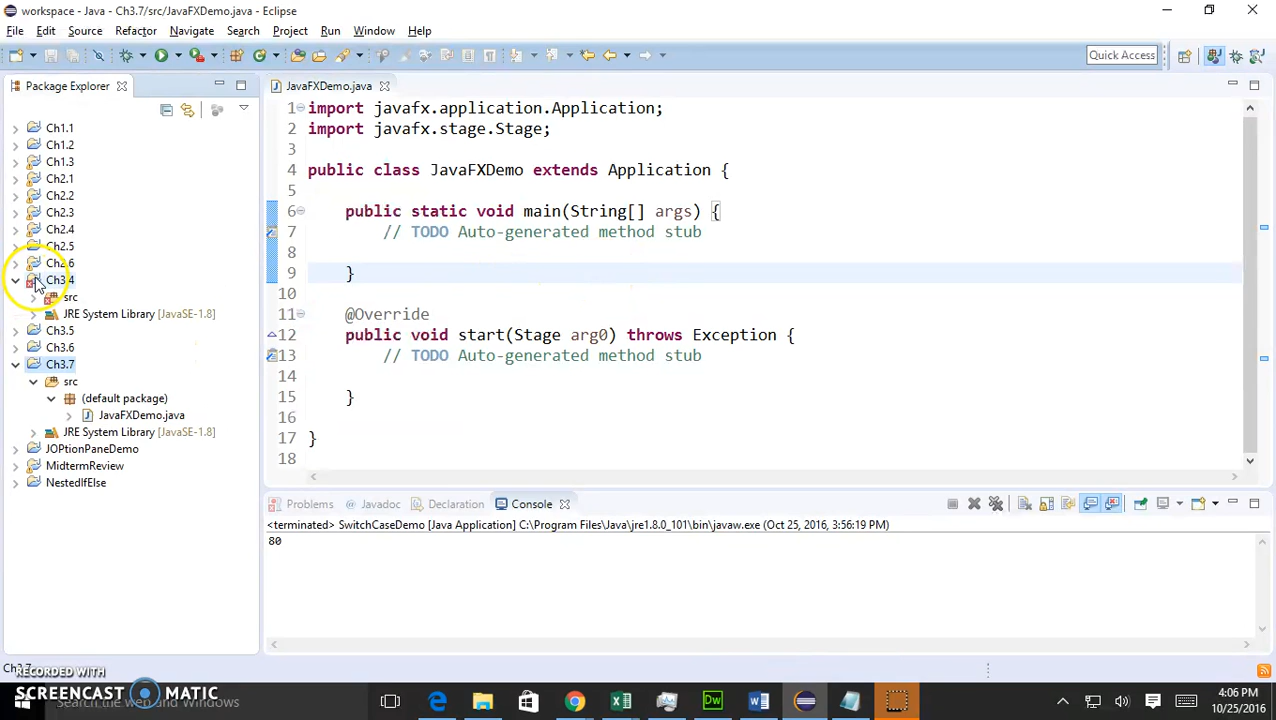 workspace - Java - Ch3.7/src/JavaFXDemo.java - Eclipse
File Edit Source Refactor Navigate Search Project Run Window Help
Quick Access
Package Explorer
JavaFXDemo.java
Ch1.1
Ch1.2
Ch1.3
Ch2.1
Ch2.2
Ch2.3
Ch2.4
Ch2.5
Ch2.6
Ch3.4
src
JRE System Library [JavaSE-1.8]
Ch3.5
Ch3.6
Ch3.7
src
(default package)
JavaFXDemo.java
JRE System Library [JavaSE-1.8]
JOPtionPaneDemo
MidtermReview
NestedIfElse
1 import javafx.application.Application;
2 import javafx.stage.Stage;
3
4 public class JavaFXDemo extends Application {
5
6 public static void main(String[] args) {
7 // TODO Auto-generated method stub
8
9 }
10
11 @Override
12 public void start(Stage arg0) throws Exception {
13 // TODO Auto-generated method stub
14
15 }
16
17 }
18
Problems Javadoc Declaration Console
<terminated> SwitchCaseDemo [Java Application] C:\Program Files\Java\jre1.8.0_101\bin\javaw.exe (Oct 25, 2016, 3:56:19 PM)
80
Ch3.7
RECORDED WITH
SCREENCAST MATIC
Search the web and Windows
Dw
4:06 PM
10/25/2016